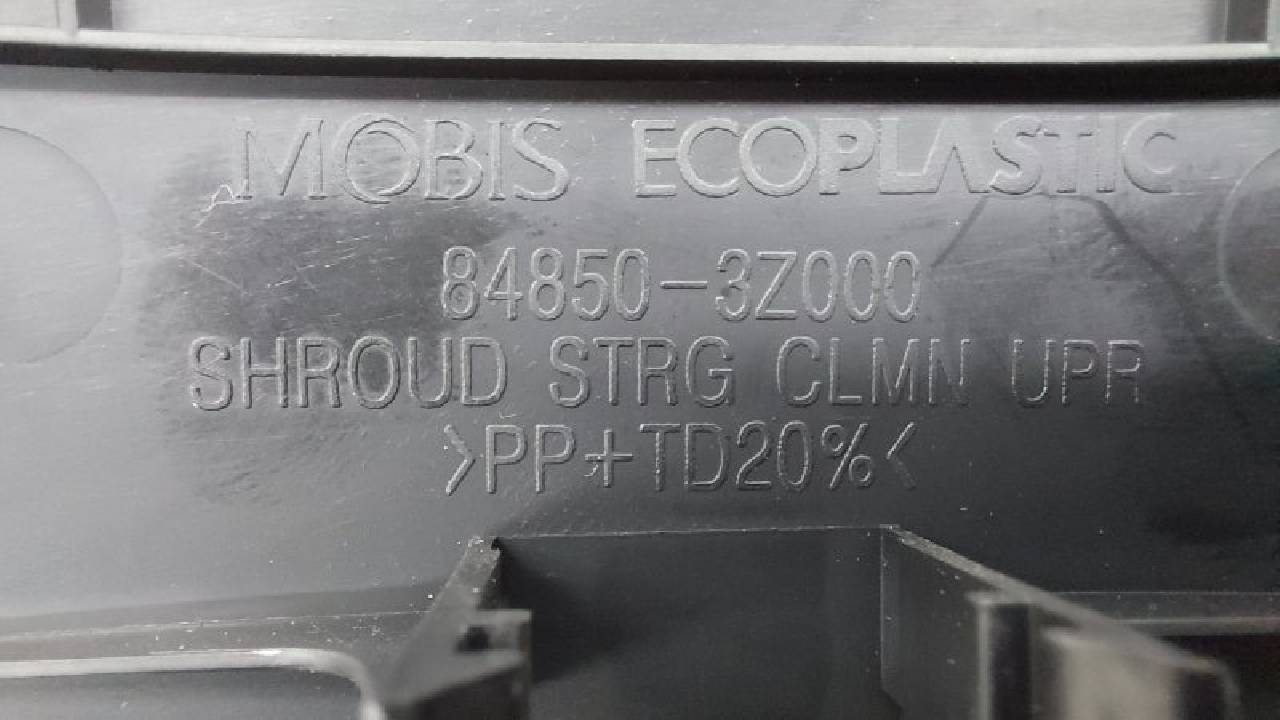 MOBIS ECOPLASTIC
84850-3Z000
SHROUD STRG CLMN UPR
>PP+TD20%<